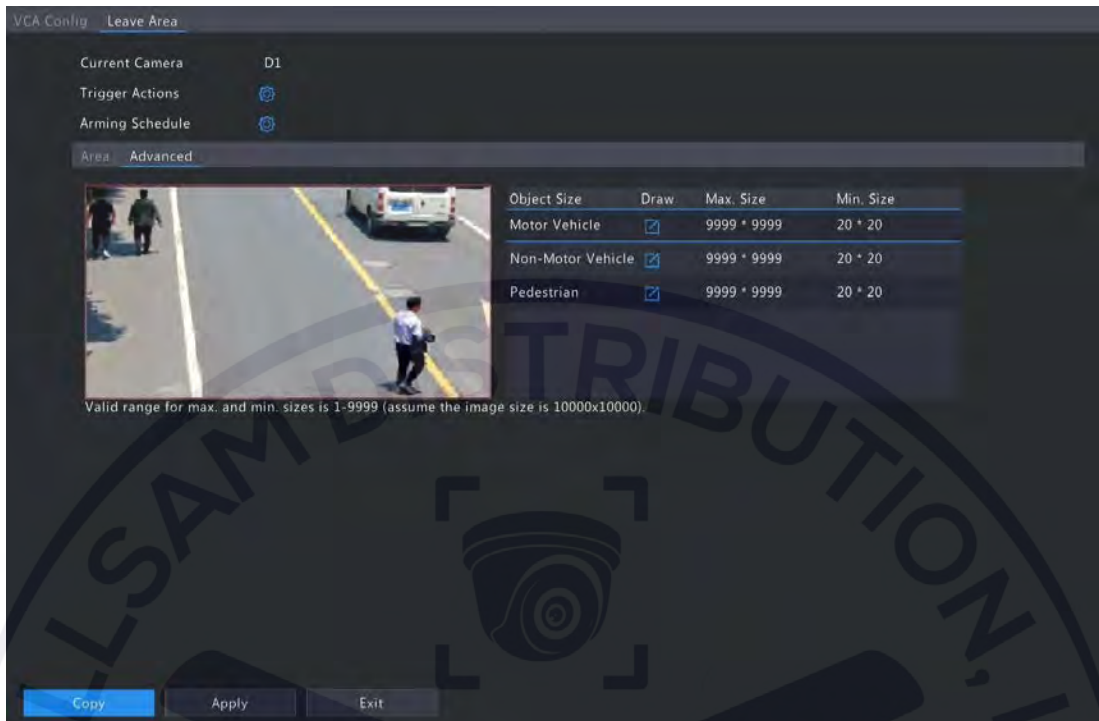 VCA Config Leave Area
Current Camera D1
Trigger Actions
Arming Schedule
Area Advanced
Object Size Draw Max. Size Min. Size
Motor Vehicle 9999 * 9999 20 * 20
Non-Motor Vehicle 9999 * 9999 20 * 20
Pedestrian 9999 * 9999 20 * 20
Valid range for max. and min. sizes is 1-9999 (assume the image size is 10000x10000).
DISTRIBUTION,
Copy Apply Exit